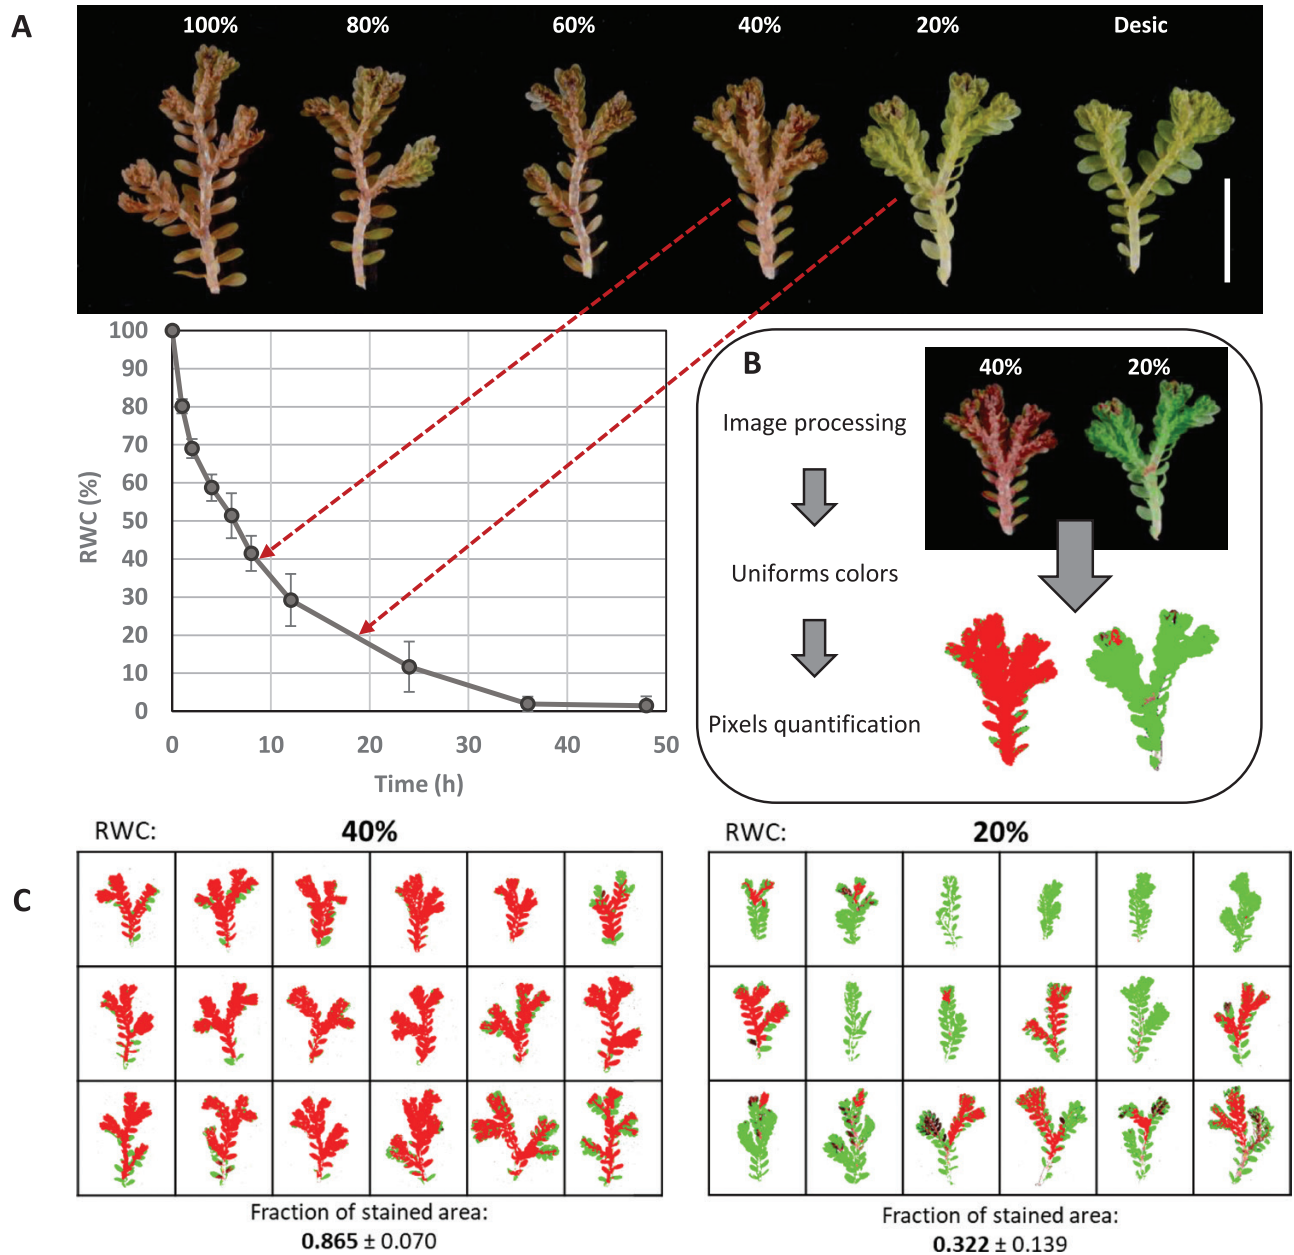 A
100% 80% 60% 40% 20% Desic
100
90
80
70
60
50
40
30
20
10
0
RWC (%)
0 10 20 30 40 50
Time (h)
B
40% 20%
Image processing
Uniforms colors
Pixels quantification
C
RWC: 40%
Fraction of stained area:
0.865 ± 0.070
RWC: 20%
Fraction of stained area:
0.322 ± 0.139